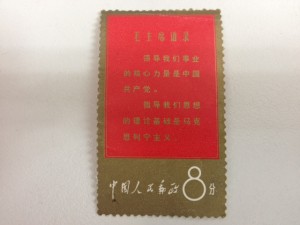 毛主席语录
领导我们事业
的核心力量是中国
共产党。
指导我们思想
的理论基础是马克
思列宁主义。
中国人民邮政8分